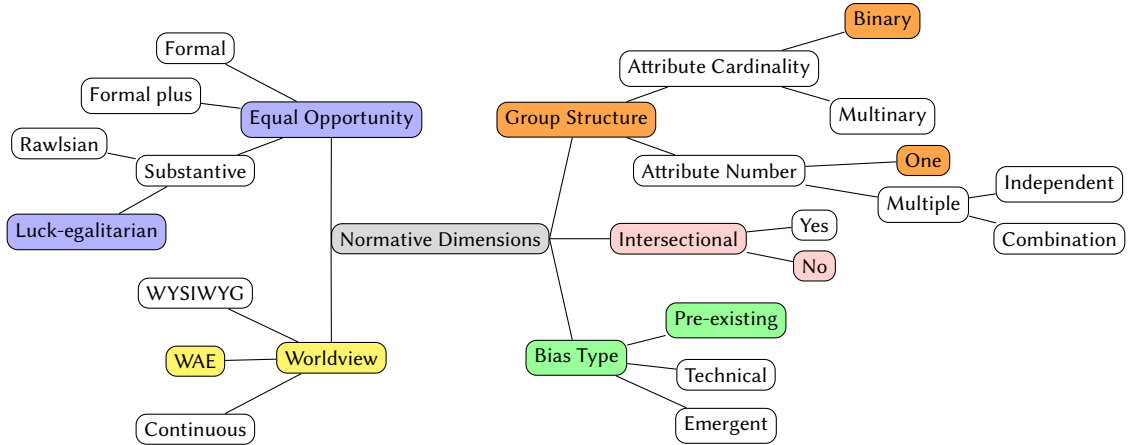 Normative Dimensions
Equal Opportunity
Formal
Formal plus
Substantive
Rawlsian
Luck-egalitarian
Worldview
WYSIWYG
WAE
Continuous
Group Structure
Attribute Cardinality
Binary
Multinary
Attribute Number
One
Multiple
Independent
Combination
Intersectional
Yes
No
Bias Type
Pre-existing
Technical
Emergent